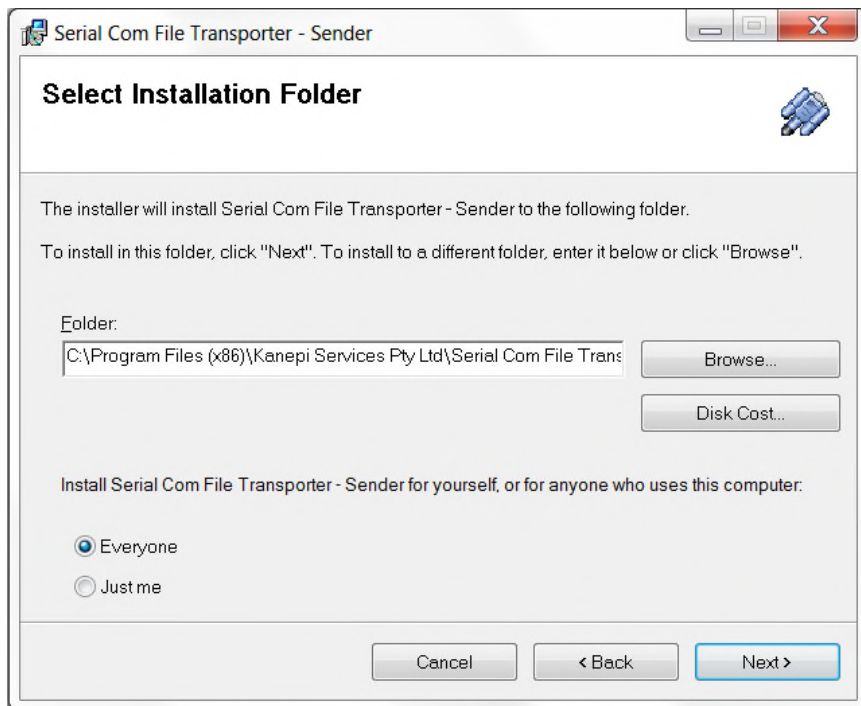 Serial Com File Transporter - Sender
Select Installation Folder
The installer will install Serial Com File Transporter - Sender to the following folder.
To install in this folder, click "Next". To install to a different folder, enter it below or click "Browse".
Folder:
C:\Program Files (x86)\Kanepi Services Pty Ltd\Serial Com File Trans
Browse...
Disk Cost...
Install Serial Com File Transporter - Sender for yourself, or for anyone who uses this computer:
Everyone
Just me
Cancel
< Back
Next >